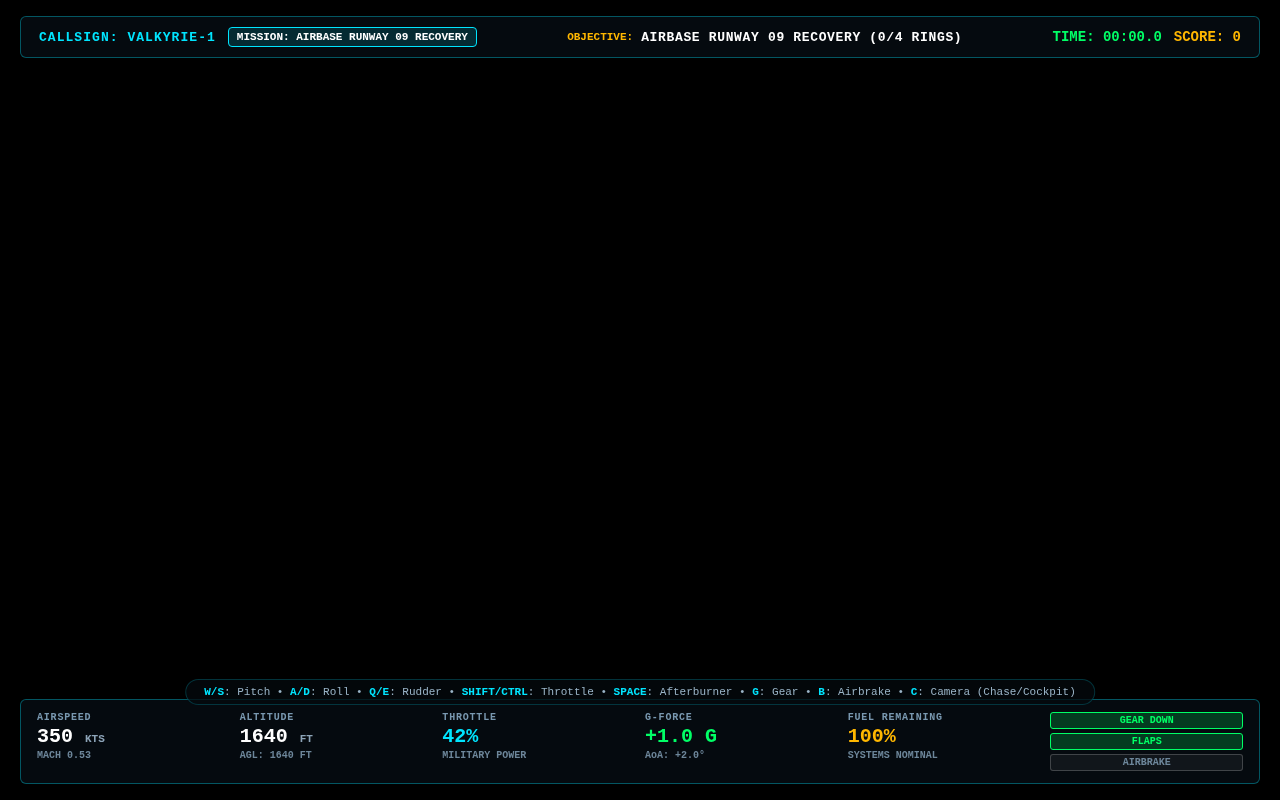 CALLSIGN: VALKYRIE-1 MISSION: AIRBASE RUNWAY 09 RECOVERY OBJECTIVE: AIRBASE RUNWAY 09 RECOVERY (0/4 RINGS) TIME: 00:00.0 SCORE: 0
W/S: Pitch • A/D: Roll • Q/E: Rudder • SHIFT/CTRL: Throttle • SPACE: Afterburner • G: Gear • B: Airbrake • C: Camera (Chase/Cockpit)
AIRSPEED
350 KTS
MACH 0.53
ALTITUDE
1640 FT
AGL: 1640 FT
THROTTLE
42%
MILITARY POWER
G-FORCE
+1.0 G
AoA: +2.0°
FUEL REMAINING
100%
SYSTEMS NOMINAL
GEAR DOWN
FLAPS
AIRBRAKE